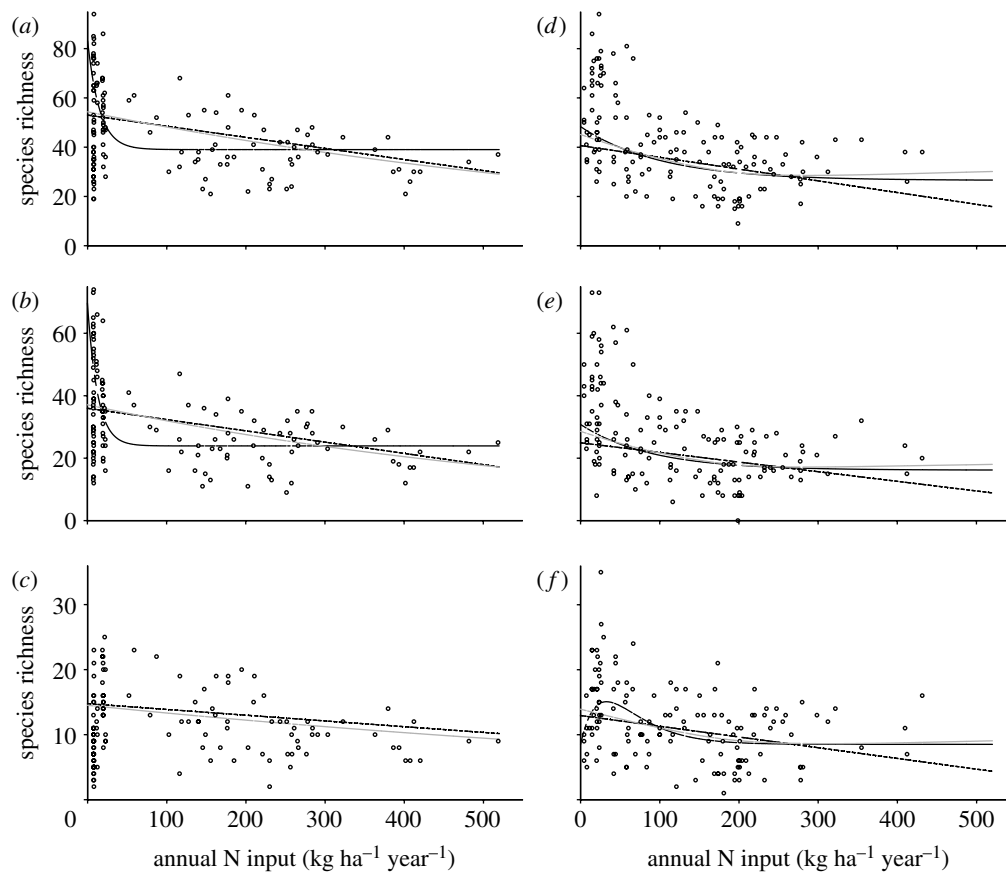 (a)
80
60
40
20
0
species richness
(d)
(b)
60
40
20
0
species richness
(e)
(c)
30
20
10
0
species richness
(f)
0 100 200 300 400 500
annual N input (kg ha⁻¹ year⁻¹)
0 100 200 300 400 500
annual N input (kg ha⁻¹ year⁻¹)